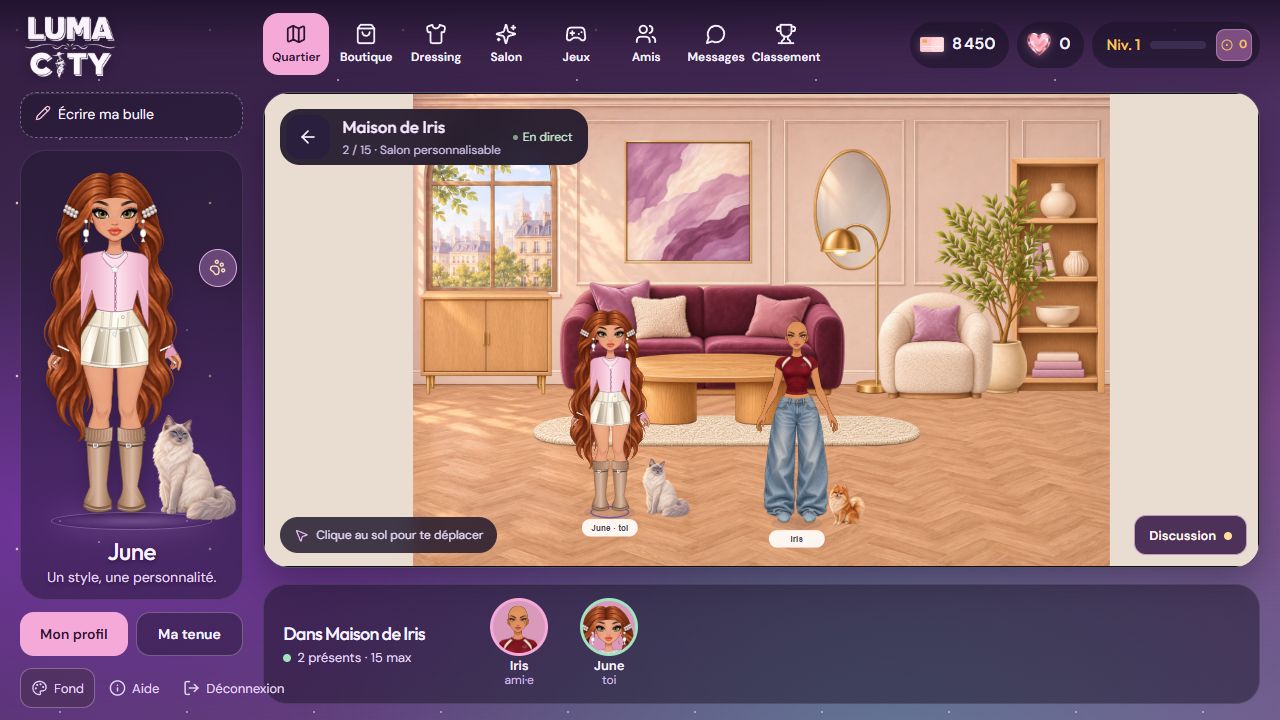 LUMA
CITY
Quartier
Boutique
Dressing
Salon
Jeux
Amis
Messages
Classement
8 450
0
Niv. 1
0
Écrire ma bulle
Maison de Iris
2 / 15 · Salon personnalisable
En direct
June · toi
Iris
Clique au sol pour te déplacer
Discussion
June
Un style, une personnalité.
Mon profil
Ma tenue
Fond
Aide
Déconnexion
Dans Maison de Iris
2 présents · 15 max
Iris
ami·e
June
toi